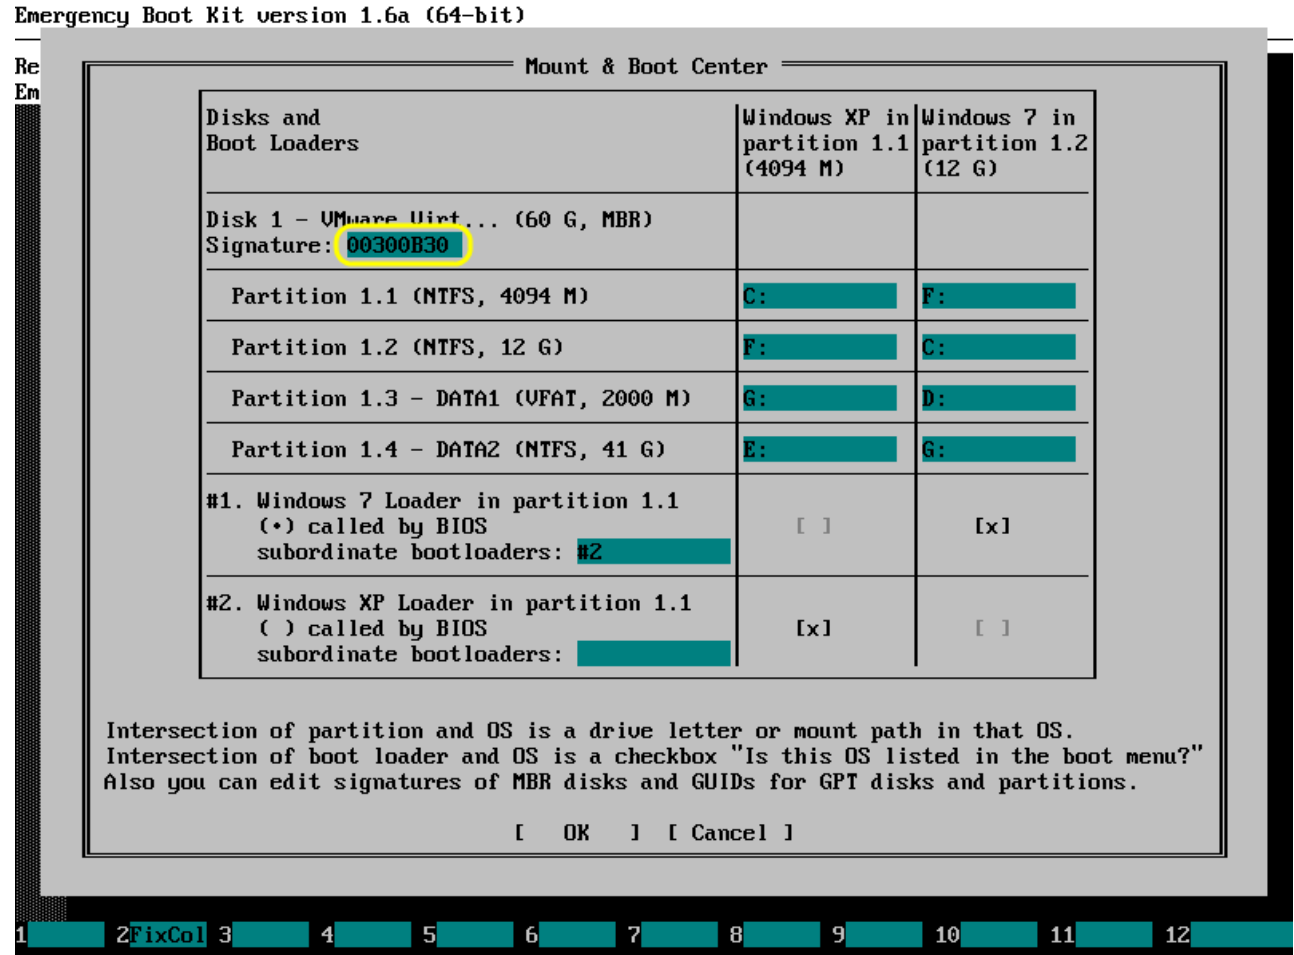 Emergency Boot Kit version 1.6a (64-bit)
Re
Em
Mount & Boot Center
Disks and
Boot Loaders
Windows XP in
partition 1.1
(4094 M)
Windows 7 in
partition 1.2
(12 G)
Disk 1 - VMware Virt... (60 G, MBR)
Signature: 00300B30
Partition 1.1 (NTFS, 4094 M) C: F:
Partition 1.2 (NTFS, 12 G) F: C:
Partition 1.3 - DATA1 (VFAT, 2000 M) G: D:
Partition 1.4 - DATA2 (NTFS, 41 G) E: G:
#1. Windows 7 Loader in partition 1.1
(•) called by BIOS [ ] [x]
subordinate bootloaders: #2
#2. Windows XP Loader in partition 1.1
( ) called by BIOS [x] [ ]
subordinate bootloaders:
Intersection of partition and OS is a drive letter or mount path in that OS.
Intersection of boot loader and OS is a checkbox "Is this OS listed in the boot menu?"
Also you can edit signatures of MBR disks and GUIDs for GPT disks and partitions.
[ OK ] [ Cancel ]
1 2FixCol 3 4 5 6 7 8 9 10 11 12